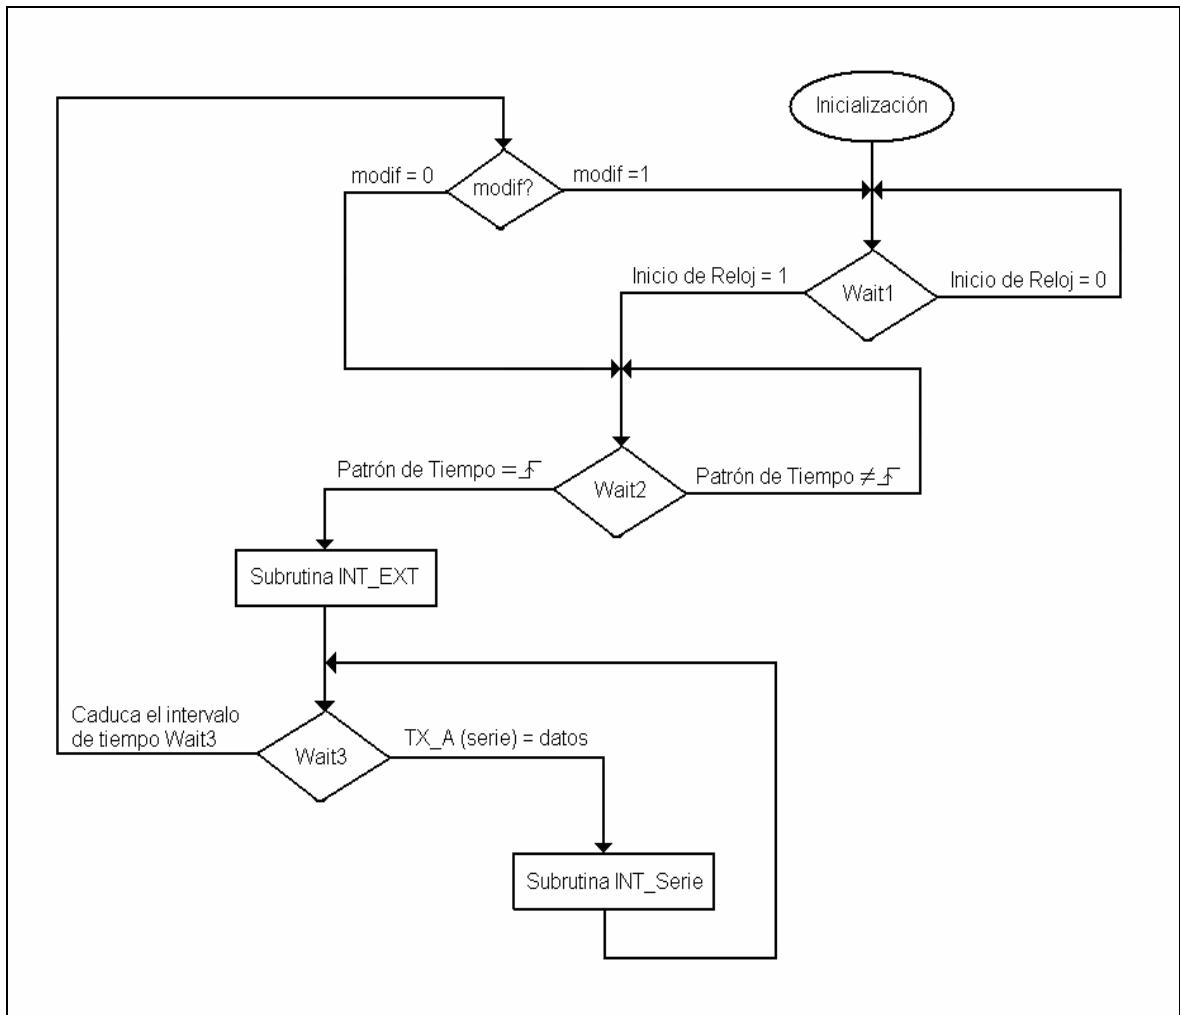 Inicialización
modif = 0
modif?
modif =1
Inicio de Reloj = 1
Wait1
Inicio de Reloj = 0
Patrón de Tiempo =
Wait2
Patrón de Tiempo ≠
Subrutina INT_EXT
Caduca el intervalo
de tiempo Wait3
Wait3
TX_A (serie) = datos
Subrutina INT_Serie